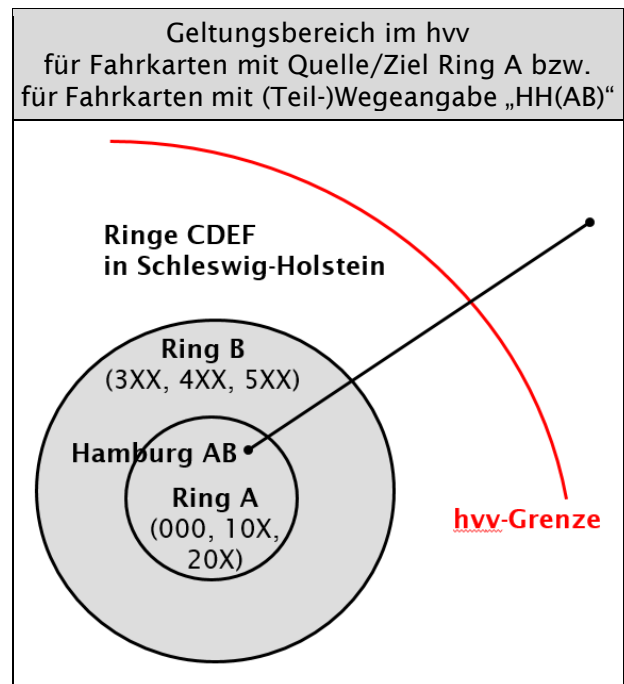 Geltungsbereich im hvv
für Fahrkarten mit Quelle/Ziel Ring A bzw.
für Fahrkarten mit (Teil-)Wegeangabe „HH(AB)“
Ringe CDEF
in Schleswig-Holstein
Ring B
(3XX, 4XX, 5XX)
Hamburg AB
Ring A
(000, 10X,
20X)
hvv-Grenze